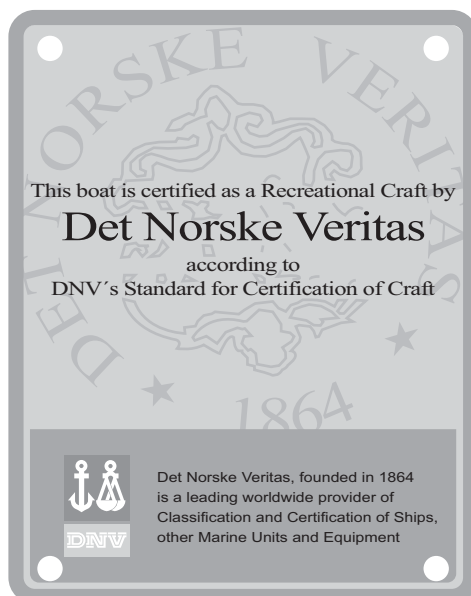 DET NORSKE VERITAS
This boat is certified as a Recreational Craft by
Det Norske Veritas
according to
DNV´s Standard for Certification of Craft
1864
DNV
Det Norske Veritas, founded in 1864
is a leading worldwide provider of
Classification and Certification of Ships,
other Marine Units and Equipment